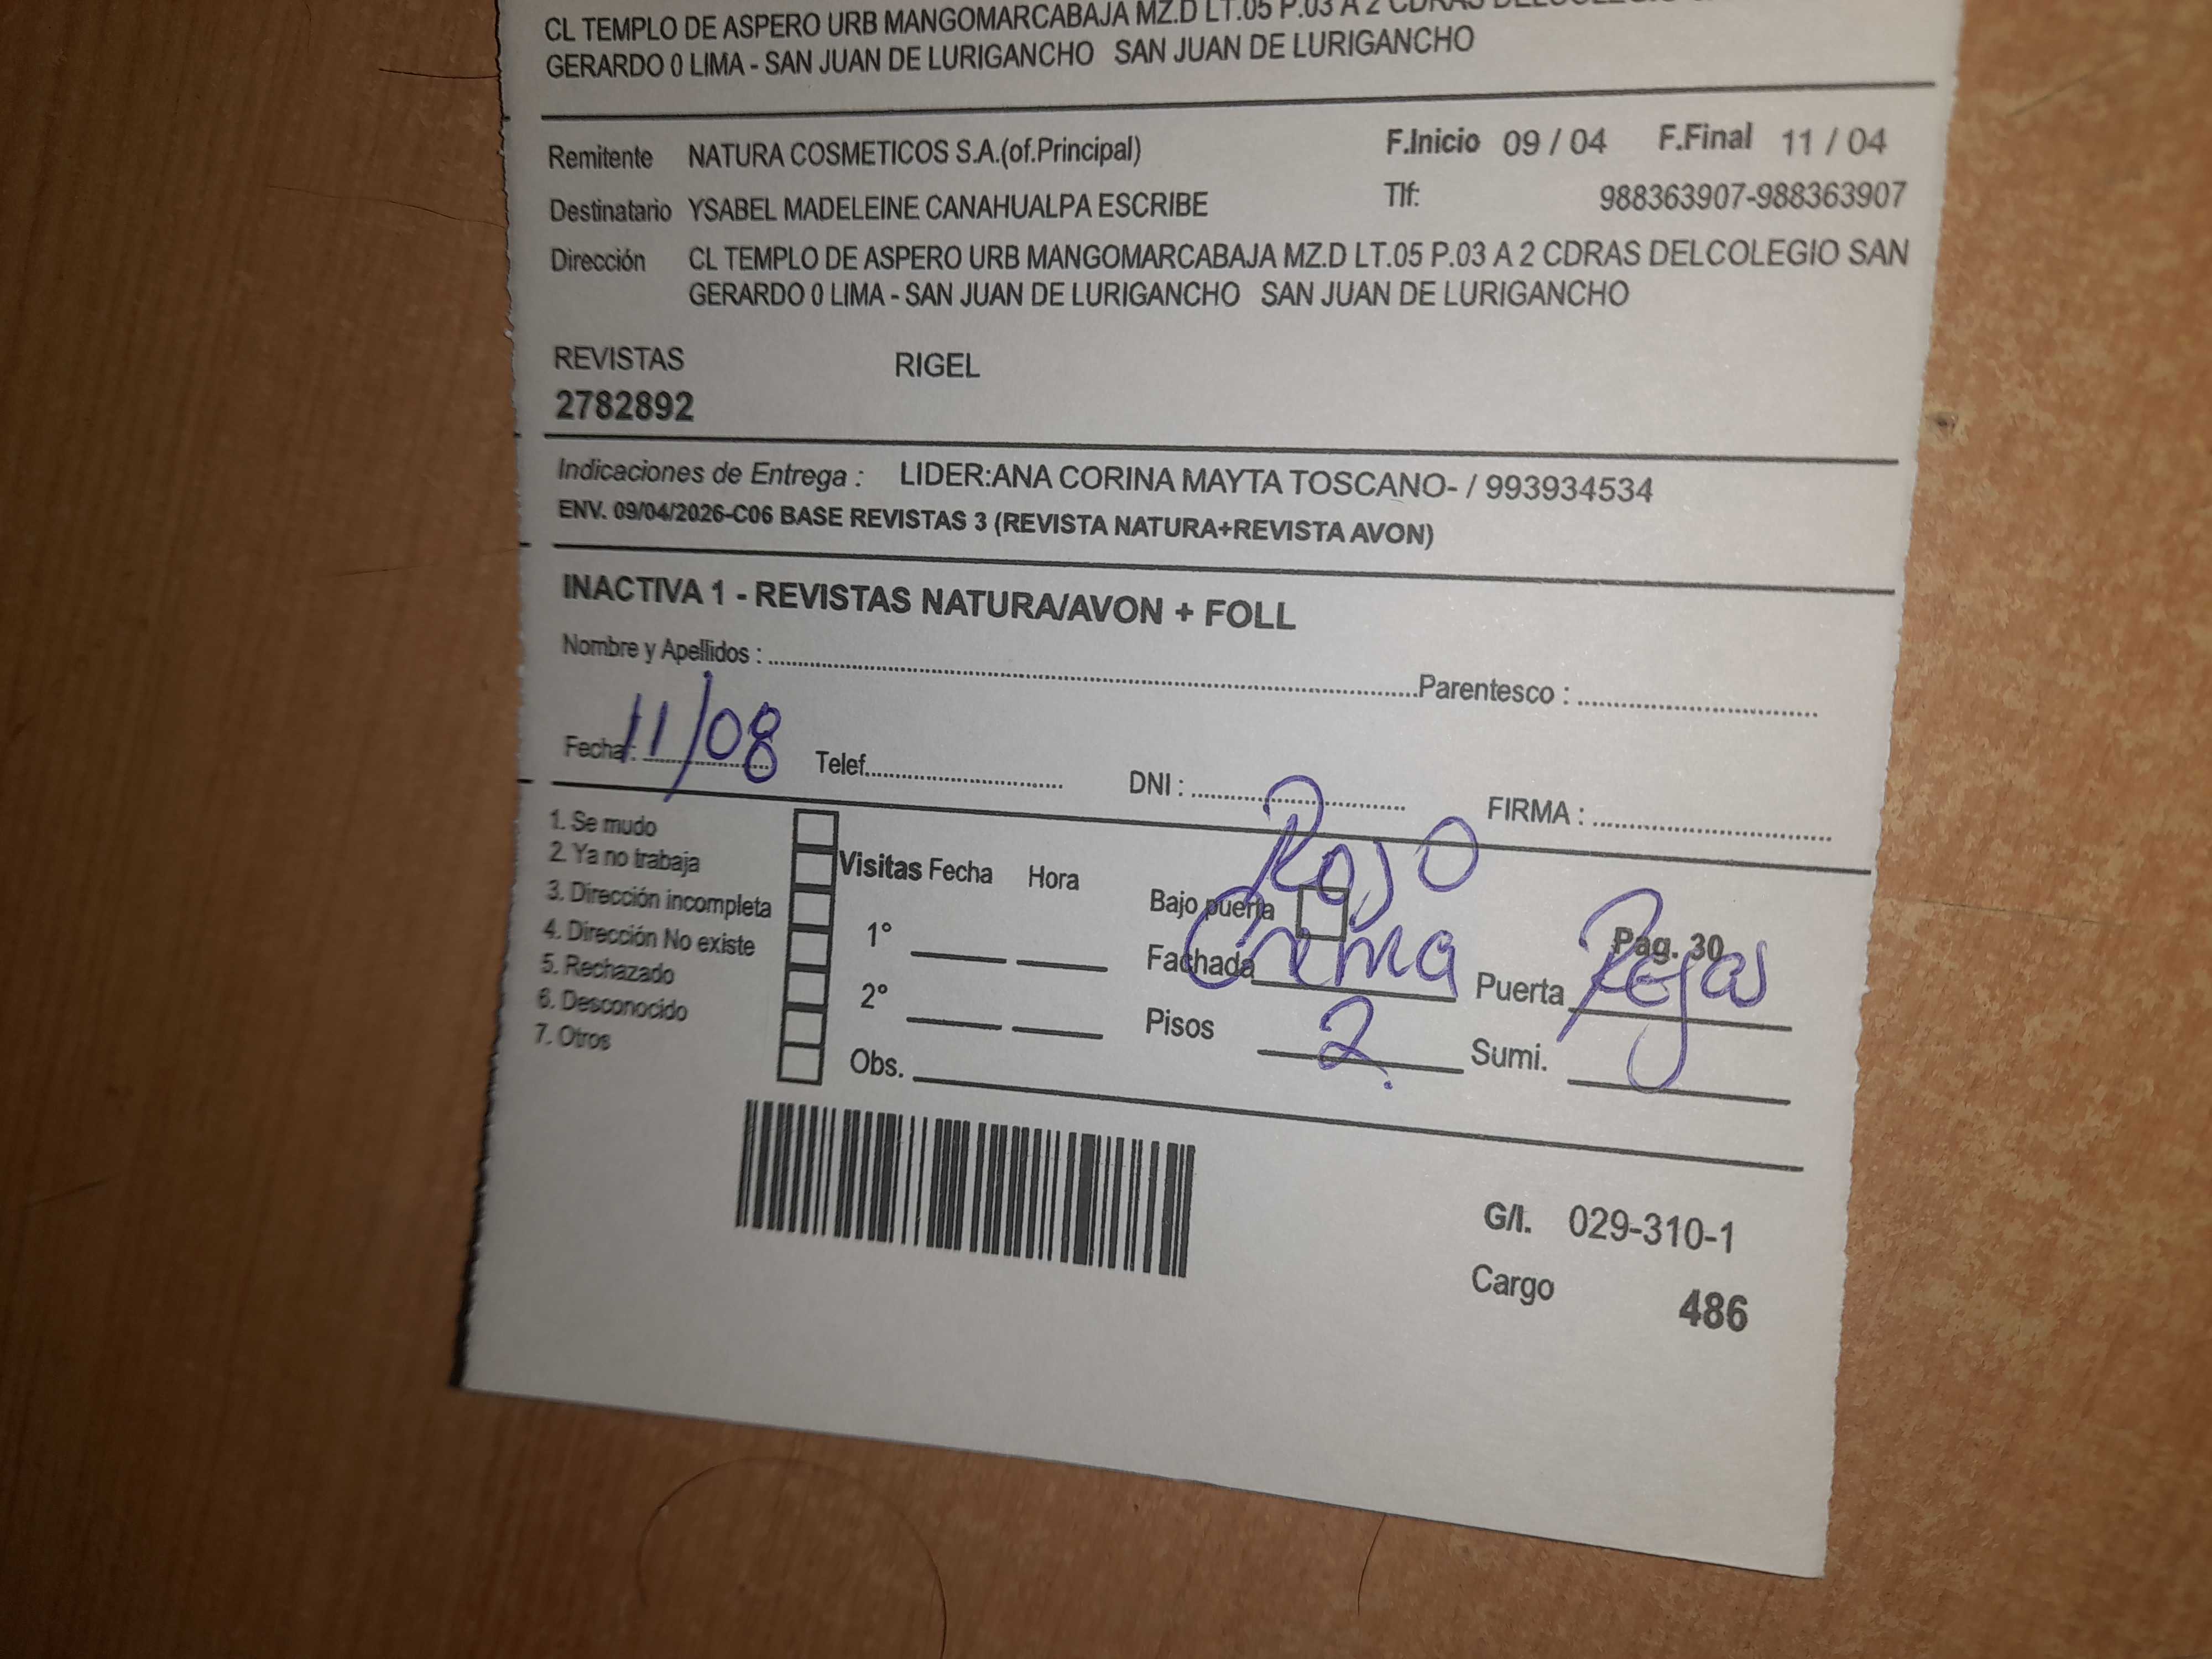 CL TEMPLO DE ASPERO URB MANGOMARCABAJA MZ.D LT.05 P.03 A 2 CDRAS DELCOLEGIO
GERARDO 0 LIMA - SAN JUAN DE LURIGANCHO SAN JUAN DE LURIGANCHO
Remitente NATURA COSMETICOS S.A.(of.Principal) F.Inicio 09 / 04 F.Final 11 / 04
Destinatario YSABEL MADELEINE CANAHUALPA ESCRIBE Tlf: 988363907-988363907
Dirección CL TEMPLO DE ASPERO URB MANGOMARCABAJA MZ.D LT.05 P.03 A 2 CDRAS DELCOLEGIO SAN
GERARDO 0 LIMA - SAN JUAN DE LURIGANCHO SAN JUAN DE LURIGANCHO
REVISTAS RIGEL
2782892
Indicaciones de Entrega : LIDER:ANA CORINA MAYTA TOSCANO- / 993934534
ENV. 09/04/2026-C06 BASE REVISTAS 3 (REVISTA NATURA+REVISTA AVON)
INACTIVA 1 - REVISTAS NATURA/AVON + FOLL
Nombre y Apellidos : Parentesco :
Fecha : 11/08 Telef. DNI : FIRMA :
1. Se mudo
2. Ya no trabaja Visitas Fecha Hora Rojo
3. Dirección incompleta Bajo puerta Pag. 30
4. Dirección No existe 1° Fachada Crema Puerta Rejas
5. Rechazado
6. Desconocido 2° Pisos 2. Sumi.
7. Otros Obs.
G/I. 029-310-1
Cargo 486